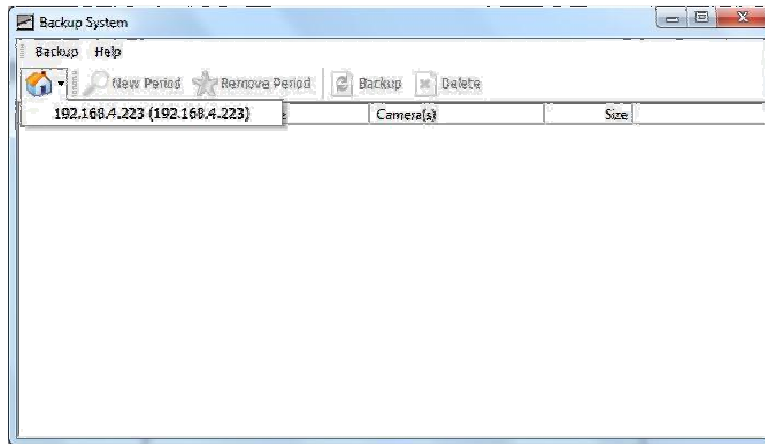 Backup System
Backup Help
New Period Remove Period Backup Delete
192.168.4.223 (192.168.4.223) Camera(s) Size